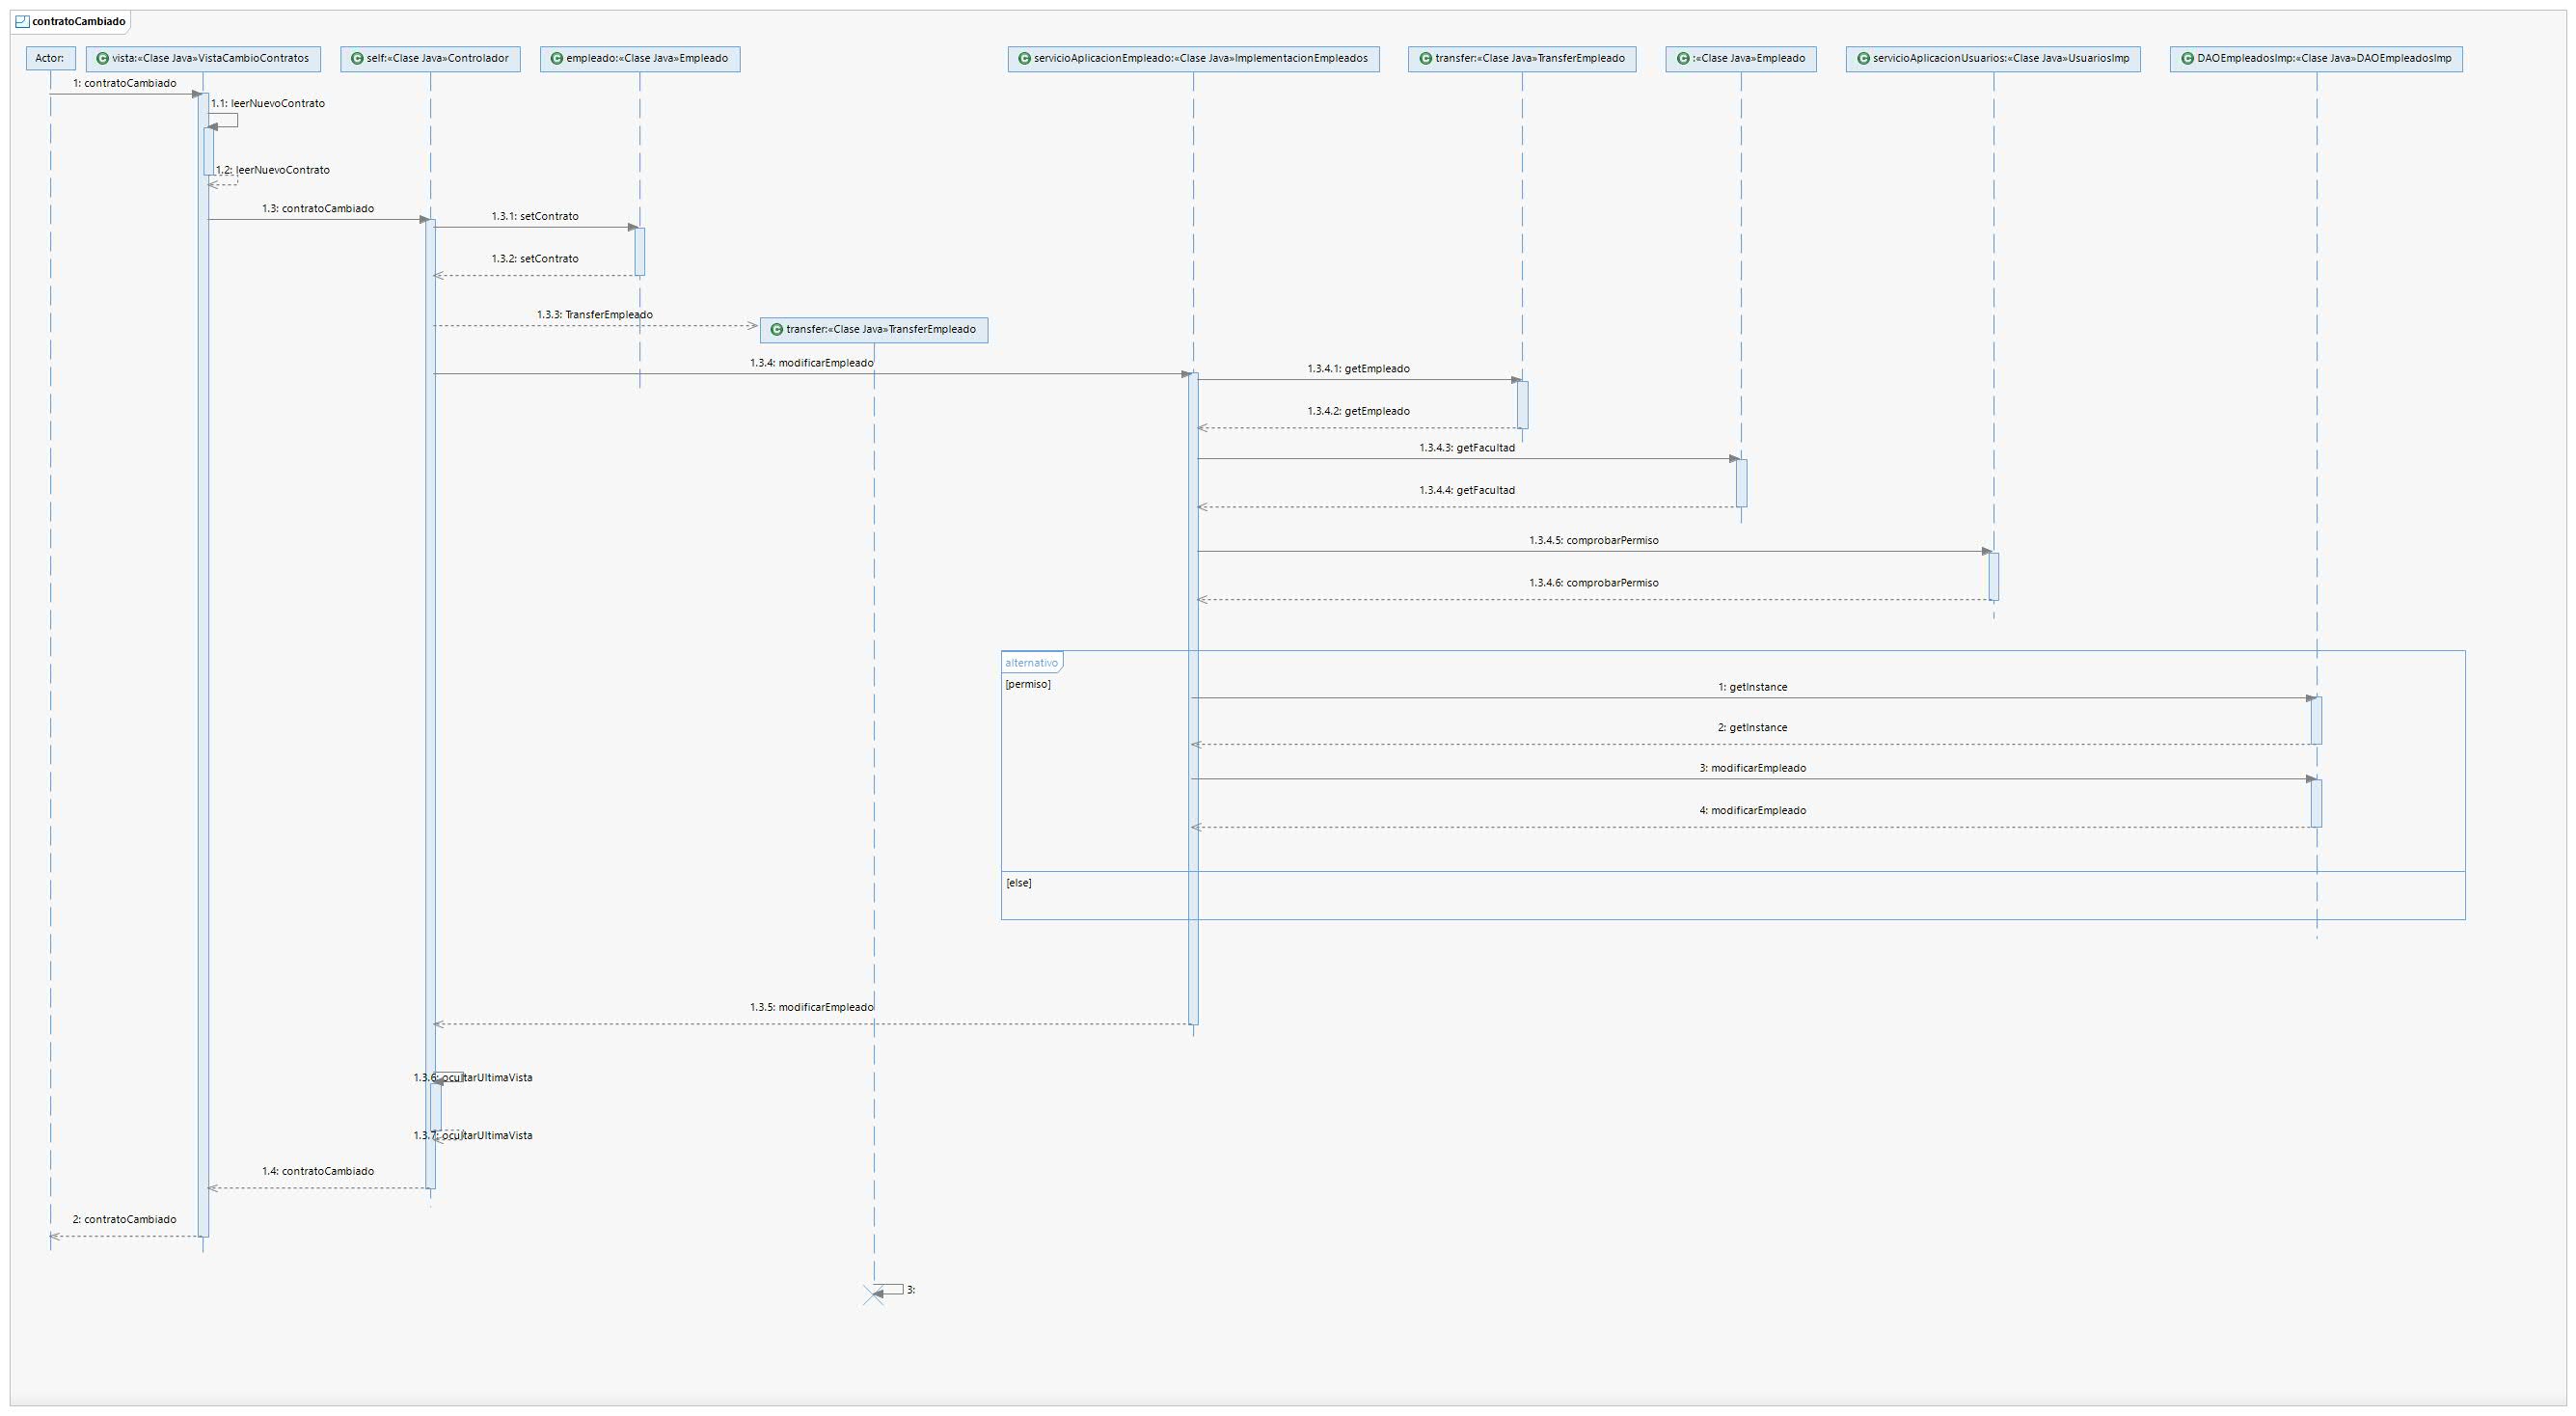 contratoCambiado
Actor:
vista:«Clase Java»VistaCambioContratos
self:«Clase Java»Controlador
empleado:«Clase Java»Empleado
servicioAplicacionEmpleado:«Clase Java»ImplementacionEmpleados
transfer:«Clase Java»TransferEmpleado
:«Clase Java»Empleado
servicioAplicacionUsuarios:«Clase Java»UsuariosImp
DAOEmpleadosImp:«Clase Java»DAOEmpleadosImp
1: contratoCambiado
1.1: leerNuevoContrato
1.2: leerNuevoContrato
1.3: contratoCambiado
1.3.1: setContrato
1.3.2: setContrato
1.3.3: TransferEmpleado
transfer:«Clase Java»TransferEmpleado
1.3.4: modificarEmpleado
1.3.4.1: getEmpleado
1.3.4.2: getEmpleado
1.3.4.3: getFacultad
1.3.4.4: getFacultad
1.3.4.5: comprobarPermiso
1.3.4.6: comprobarPermiso
alternativo
[permiso]
1: getInstance
2: getInstance
3: modificarEmpleado
4: modificarEmpleado
[else]
1.3.5: modificarEmpleado
1.3.6: ocultarUltimaVista
1.3.7: ocultarUltimaVista
1.4: contratoCambiado
2: contratoCambiado
3: